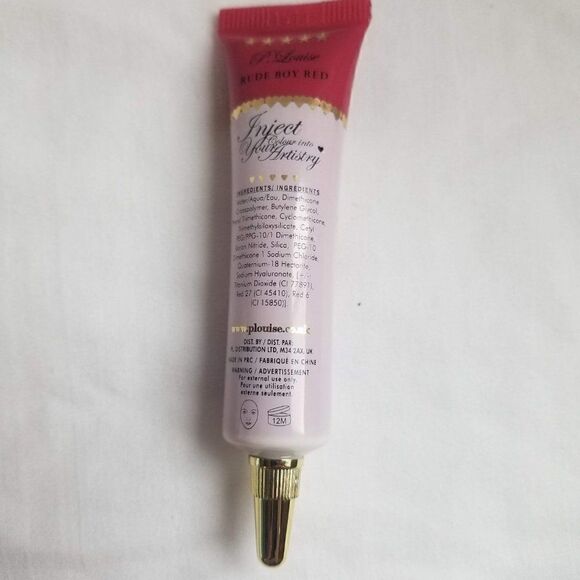 P. Louise
RUDE BOY RED
Inject
Colour into
Your Artistry
INGREDIENTS/ INGREDIENTS
Water/Aqua/Eau, Dimethicone
Crosspolymer, Butylene Glycol,
Trimethicone, Cyclomethicone,
Trimethylsiloxysilicate, Cetyl
PEG/PPG-10/1 Dimethicone,
Boron Nitride, Silica, PEG-10
Dimethicone 1 Sodium Chloride,
Quaternium-18 Hectorite,
Sodium Hyaluronate, [+/-
Titanium Dioxide (CI 77891),
Red 27 (CI 45410), Red 6
(CI 15850)].
www.plouise.co.uk
DIST. BY / DIST. PAR:
DISTRIBUTION LTD, M34 2AX, UK
MADE IN PRC / FABRIQUÉ EN CHINE
WARNING / ADVERTISSEMENT
For external use only.
Pour une utilisation
externe seulement.
12M